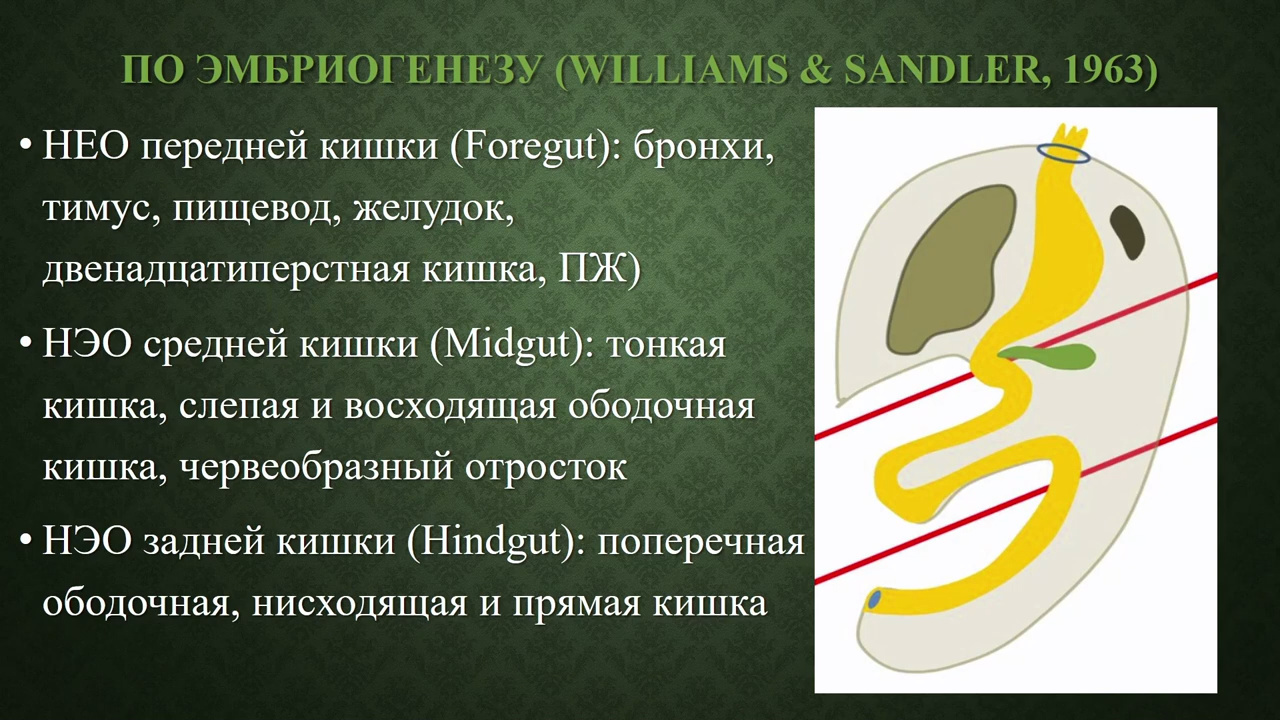 ПО ЭМБРИОГЕНЕЗУ (WILLIAMS & SANDLER, 1963)
• НЕО передней кишки (Foregut): бронхи,
тимус, пищевод, желудок,
двенадцатиперстная кишка, ПЖ)
• НЭО средней кишки (Midgut): тонкая
кишка, слепая и восходящая ободочная
кишка, червеобразный отросток
• НЭО задней кишки (Hindgut): поперечная
ободочная, нисходящая и прямая кишка